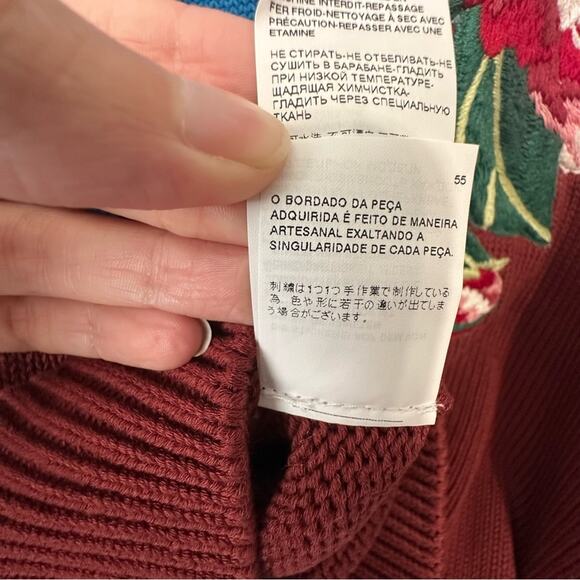 INTERDIT-REPASSAGE
FER FROID-NETTOYAGE À SEC AVEC
PRÉCAUTION-REPASSER AVEC UNE
ETAMINE
НЕ СТИРАТЬ-НЕ ОТБЕЛИВАТЬ-НЕ
СУШИТЬ В БАРАБАНЕ-ГЛАДИТЬ
ПРИ НИЗКОЙ ТЕМПЕРАТУРЕ-
ЩАДЯЩАЯ ХИМЧИСТКА-
ГЛАДИТЬ ЧЕРЕЗ СПЕЦИАЛЬНУЮ
ТКАНЬ
55
O BORDADO DA PEÇA
ADQUIRIDA É FEITO DE MANEIRA
ARTESANAL EXALTANDO A
SINGULARIDADE DE CADA PEÇA.
刺繍は1つ1つ手作業で制作している
為、色や形に若干の違いが出てしま
う場合がございます。